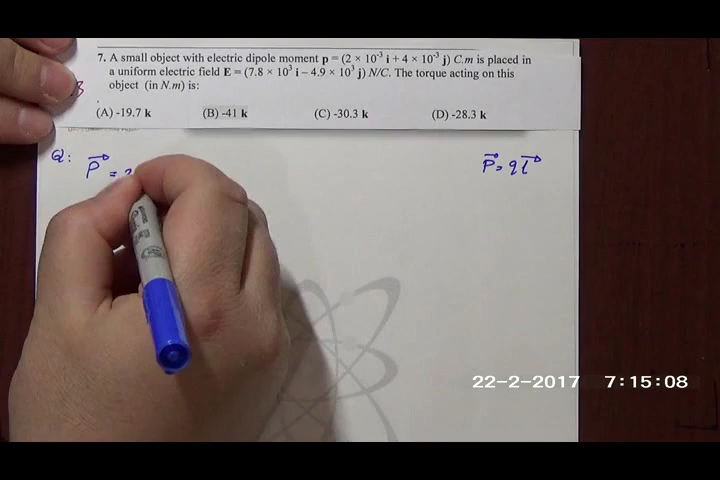 7. A small object with electric dipole moment p = (2 × 10⁻³ i + 4 × 10⁻³ j) C.m is placed in
a uniform electric field E = (7.8 × 10³ i – 4.9 × 10³ j) N/C. The torque acting on this
object (in N.m) is:
(A) -19.7 k (B) -41 k (C) -30.3 k (D) -28.3 k
Q: P⃗ = 2 P⃗ = q l⃗
22-2-2017 7:15:08